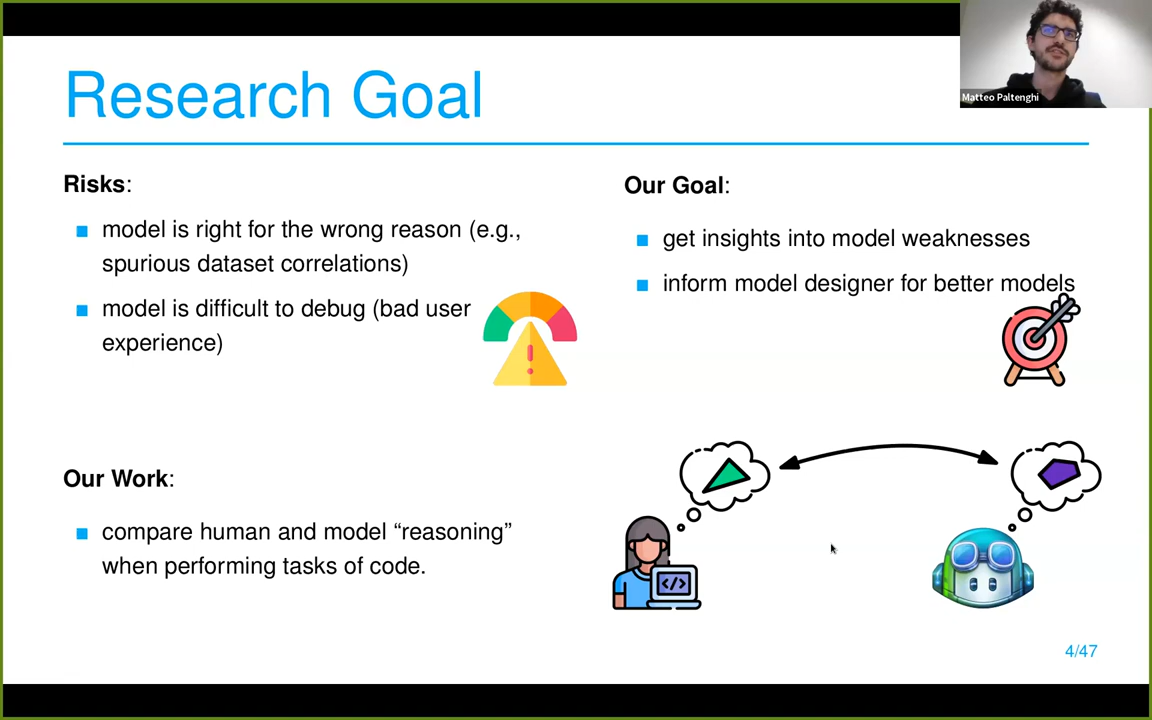 Research Goal
Matteo Paltenghi
Risks:
model is right for the wrong reason (e.g.,
spurious dataset correlations)
model is difficult to debug (bad user
experience)
Our Goal:
get insights into model weaknesses
inform model designer for better models
Our Work:
compare human and model “reasoning”
when performing tasks of code.
</>
4/47